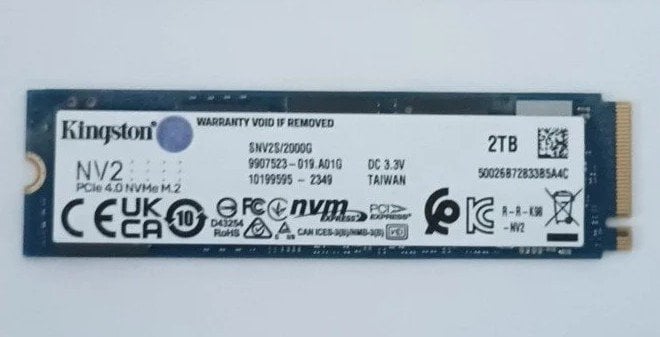 WARRANTY VOID IF REMOVED
Kingston
NV2
PCIe 4.0 NVMe M.2
SNV2S/2000G
9907523-019.A01G
10199595-2349
DC 3.3V
TAIWAN
2TB
50026B7283385A4C
CE
UK
CA
10
D43254
RoHS
FC
nvm
EXPRESS
PCI
EXPRESS
CAN ICES-3(B)/NMB-3(B)
R-R-K98
-NV2